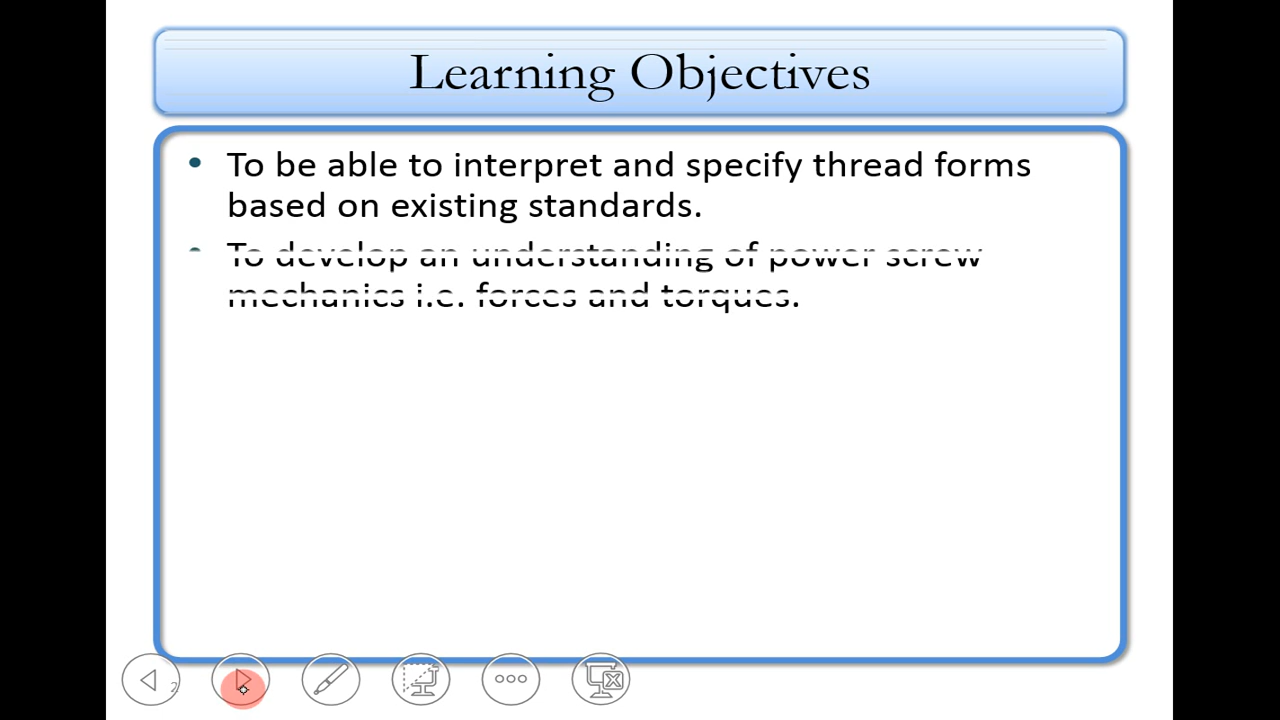 Learning Objectives
• To be able to interpret and specify thread forms
based on existing standards.
• To develop an understanding of power screw
mechanics i.e. forces and torques.
2